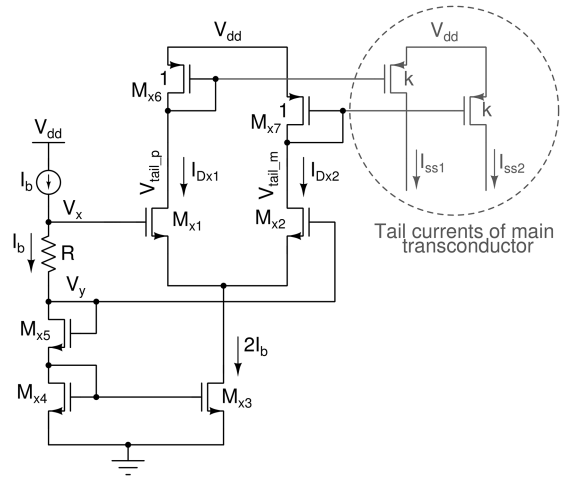 V_dd
V_dd
1
M_x6
k
1
M_x7
k
V_dd
I_b
V_tail_p
I_Dx1
V_tail_m
I_Dx2
I_ss1
I_ss2
V_x
M_x1
M_x2
Tail currents of main
transconductor
I_b
R
V_y
M_x5
2I_b
M_x4
M_x3